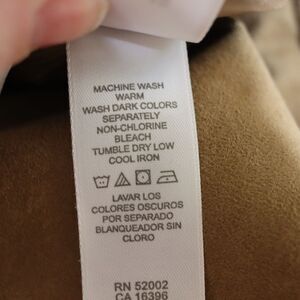 MACHINE WASH
WARM
WASH DARK COLORS
SEPARATELY
NON-CHLORINE
BLEACH
TUMBLE DRY LOW
COOL IRON
LAVAR LOS
COLORES OSCUROS
POR SEPARADO
BLANQUEADOR SIN
CLORO
RN 52002
CA 16396